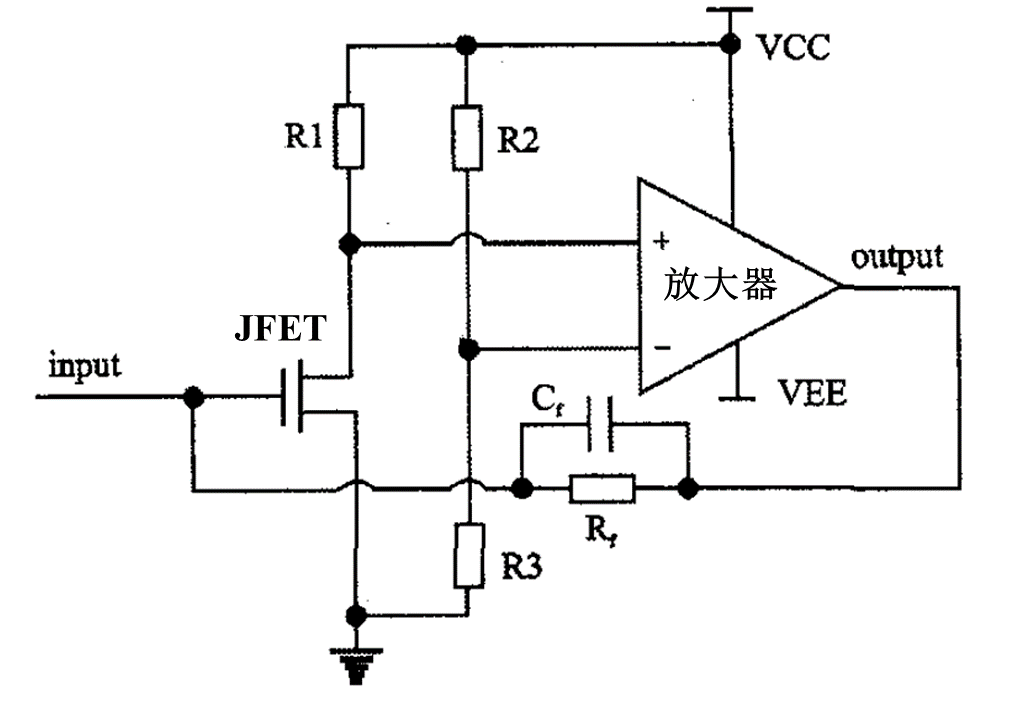 VCC
R1
R2
+
output
放大器
JFET
input
−
VEE
Cf
Rf
R3